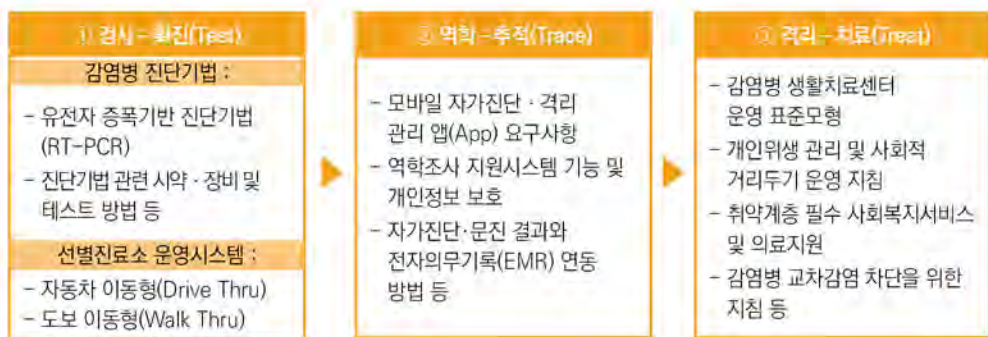 ① 검사 – 확진(Test)
감염병 진단기법 :
– 유전자 증폭기반 진단기법
(RT-PCR)
– 진단기법 관련 시약 · 장비 및
테스트 방법 등
선별진료소 운영시스템 :
– 자동차 이동형(Drive Thru)
– 도보 이동형(Walk Thru)
② 역학 – 추적(Trace)
– 모바일 자가진단 · 격리
관리 앱(App) 요구사항
– 역학조사 지원시스템 기능 및
개인정보 보호
– 자가진단·문진 결과와
전자의무기록(EMR) 연동
방법 등
③ 격리 – 치료(Treat)
– 감염병 생활치료센터
운영 표준모형
– 개인위생 관리 및 사회적
거리두기 운영 지침
– 취약계층 필수 사회복지서비스
및 의료지원
– 감염병 교차감염 차단을 위한
지침 등